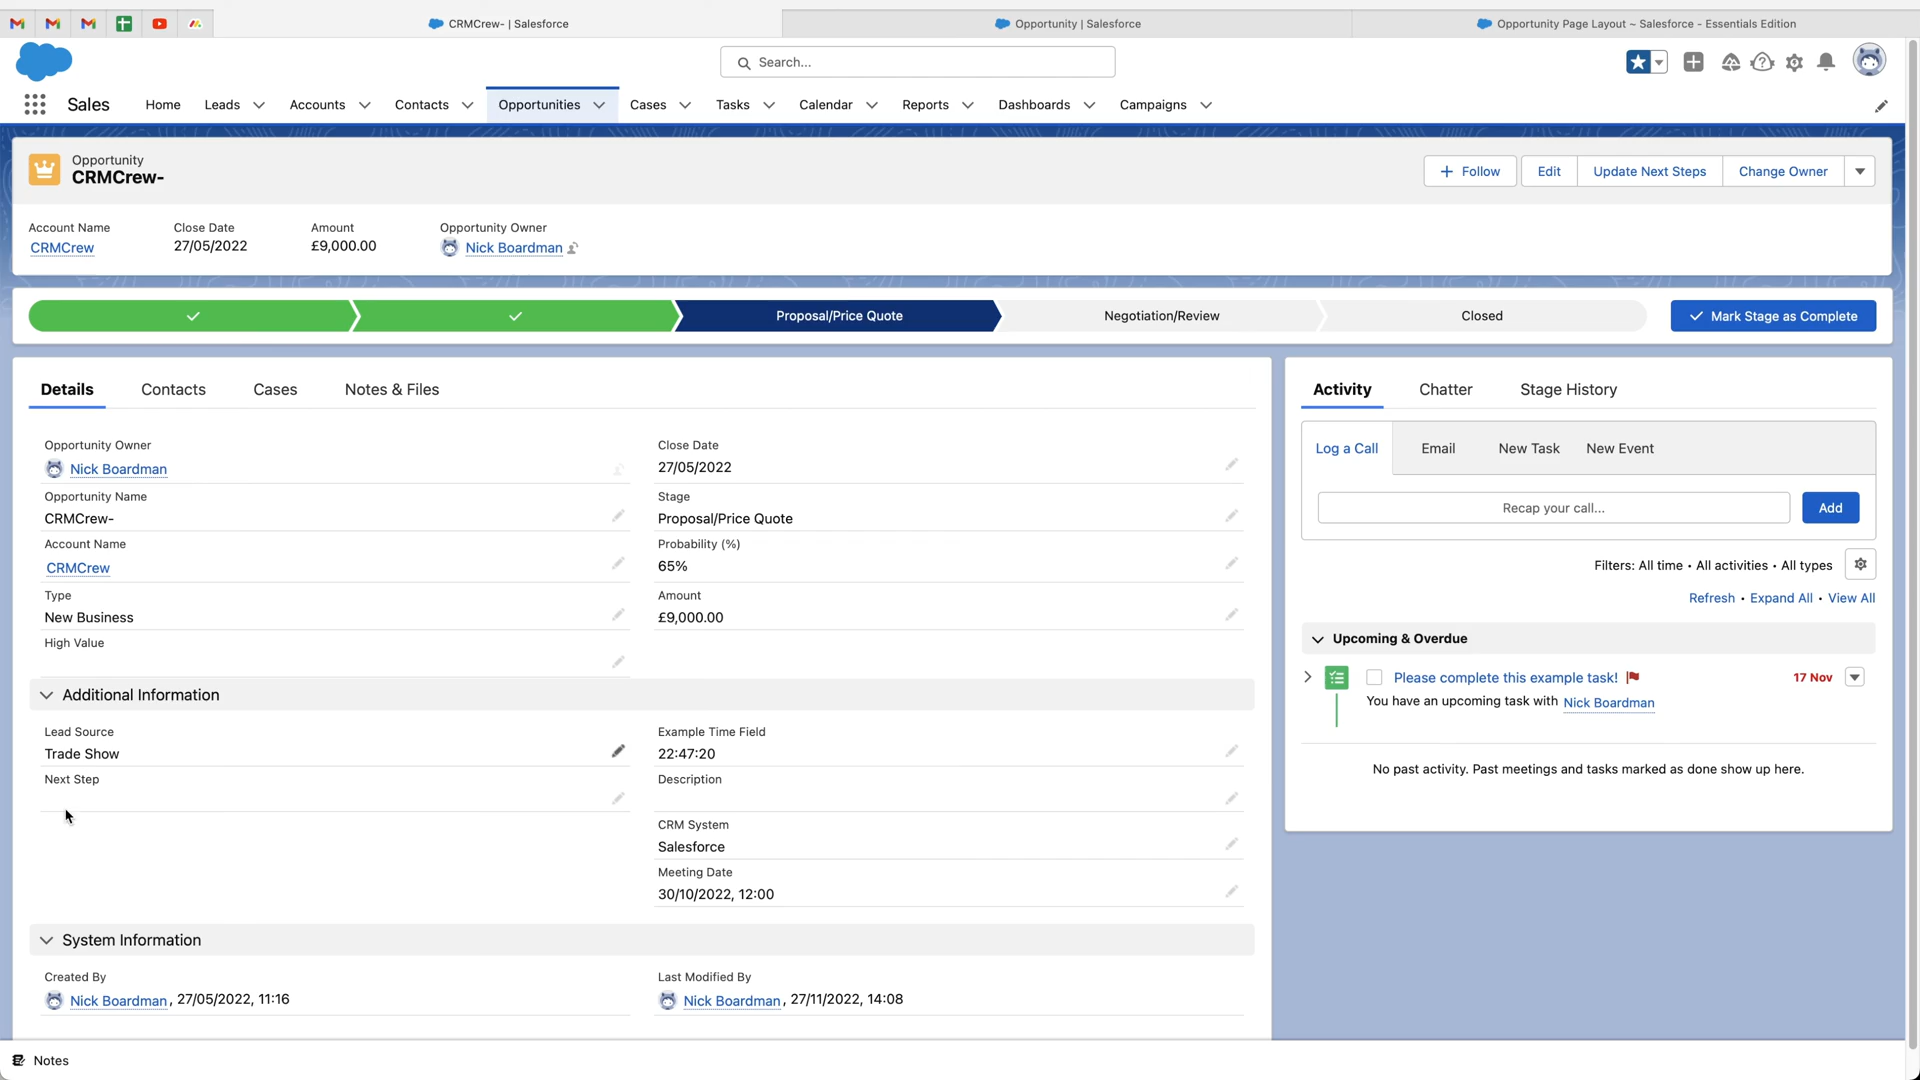 CRMCrew- | Salesforce
Opportunity | Salesforce
Opportunity Page Layout ~ Salesforce - Essentials Edition
Search...
Sales
Home
Leads
Accounts
Contacts
Opportunities
Cases
Tasks
Calendar
Reports
Dashboards
Campaigns
Opportunity
CRMCrew-
Follow
Edit
Update Next Steps
Change Owner
Account Name
Close Date
Amount
Opportunity Owner
CRMCrew
27/05/2022
£9,000.00
Nick Boardman
Proposal/Price Quote
Negotiation/Review
Closed
Mark Stage as Complete
Details
Contacts
Cases
Notes & Files
Opportunity Owner
Nick Boardman
Close Date
27/05/2022
Opportunity Name
CRMCrew-
Stage
Proposal/Price Quote
Account Name
CRMCrew
Probability (%)
65%
Type
New Business
Amount
£9,000.00
High Value
Additional Information
Lead Source
Trade Show
Example Time Field
22:47:20
Next Step
Description
CRM System
Salesforce
Meeting Date
30/10/2022, 12:00
System Information
Created By
Nick Boardman, 27/05/2022, 11:16
Last Modified By
Nick Boardman, 27/11/2022, 14:08
Activity
Chatter
Stage History
Log a Call
Email
New Task
New Event
Recap your call...
Add
Filters: All time • All activities • All types
Refresh • Expand All • View All
Upcoming & Overdue
Please complete this example task!
17 Nov
You have an upcoming task with Nick Boardman
No past activity. Past meetings and tasks marked as done show up here.
Notes